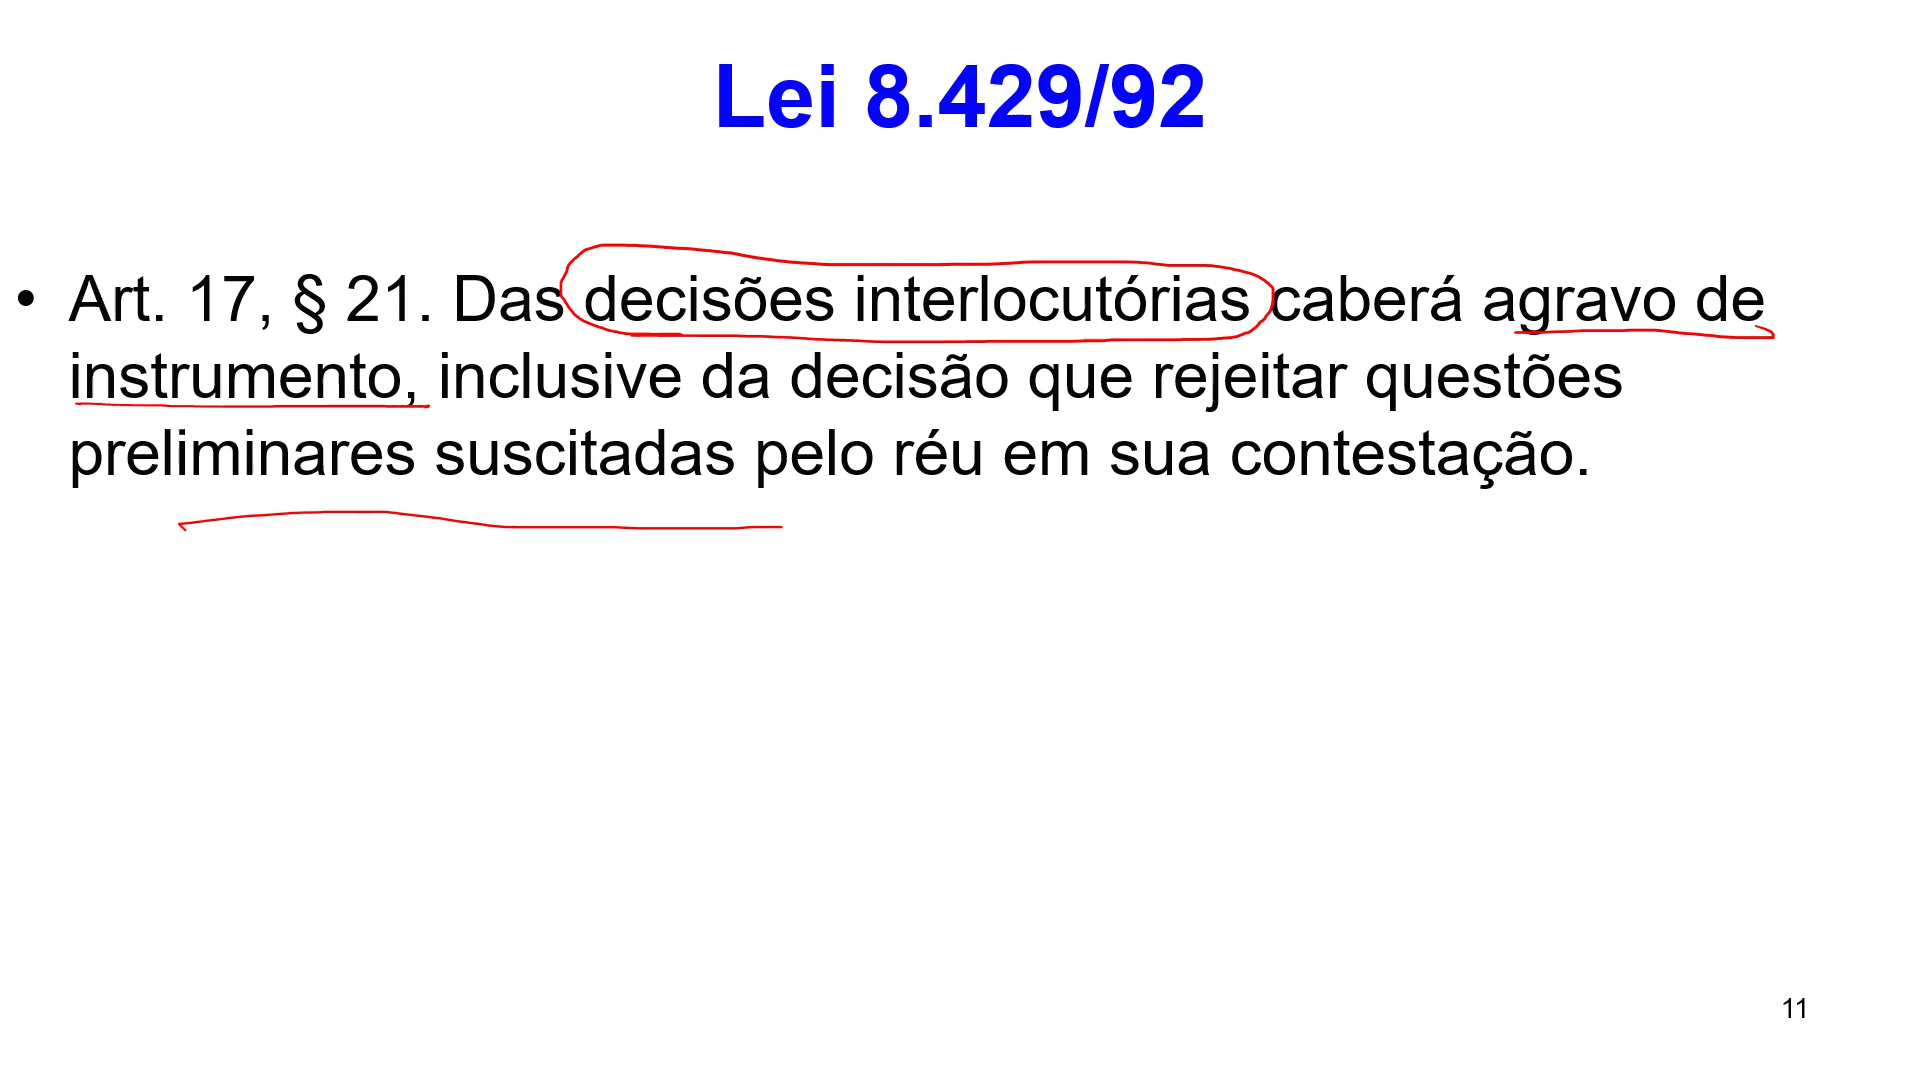 Lei 8.429/92
• Art. 17, § 21. Das decisões interlocutórias caberá agravo de
instrumento, inclusive da decisão que rejeitar questões
preliminares suscitadas pelo réu em sua contestação.
11